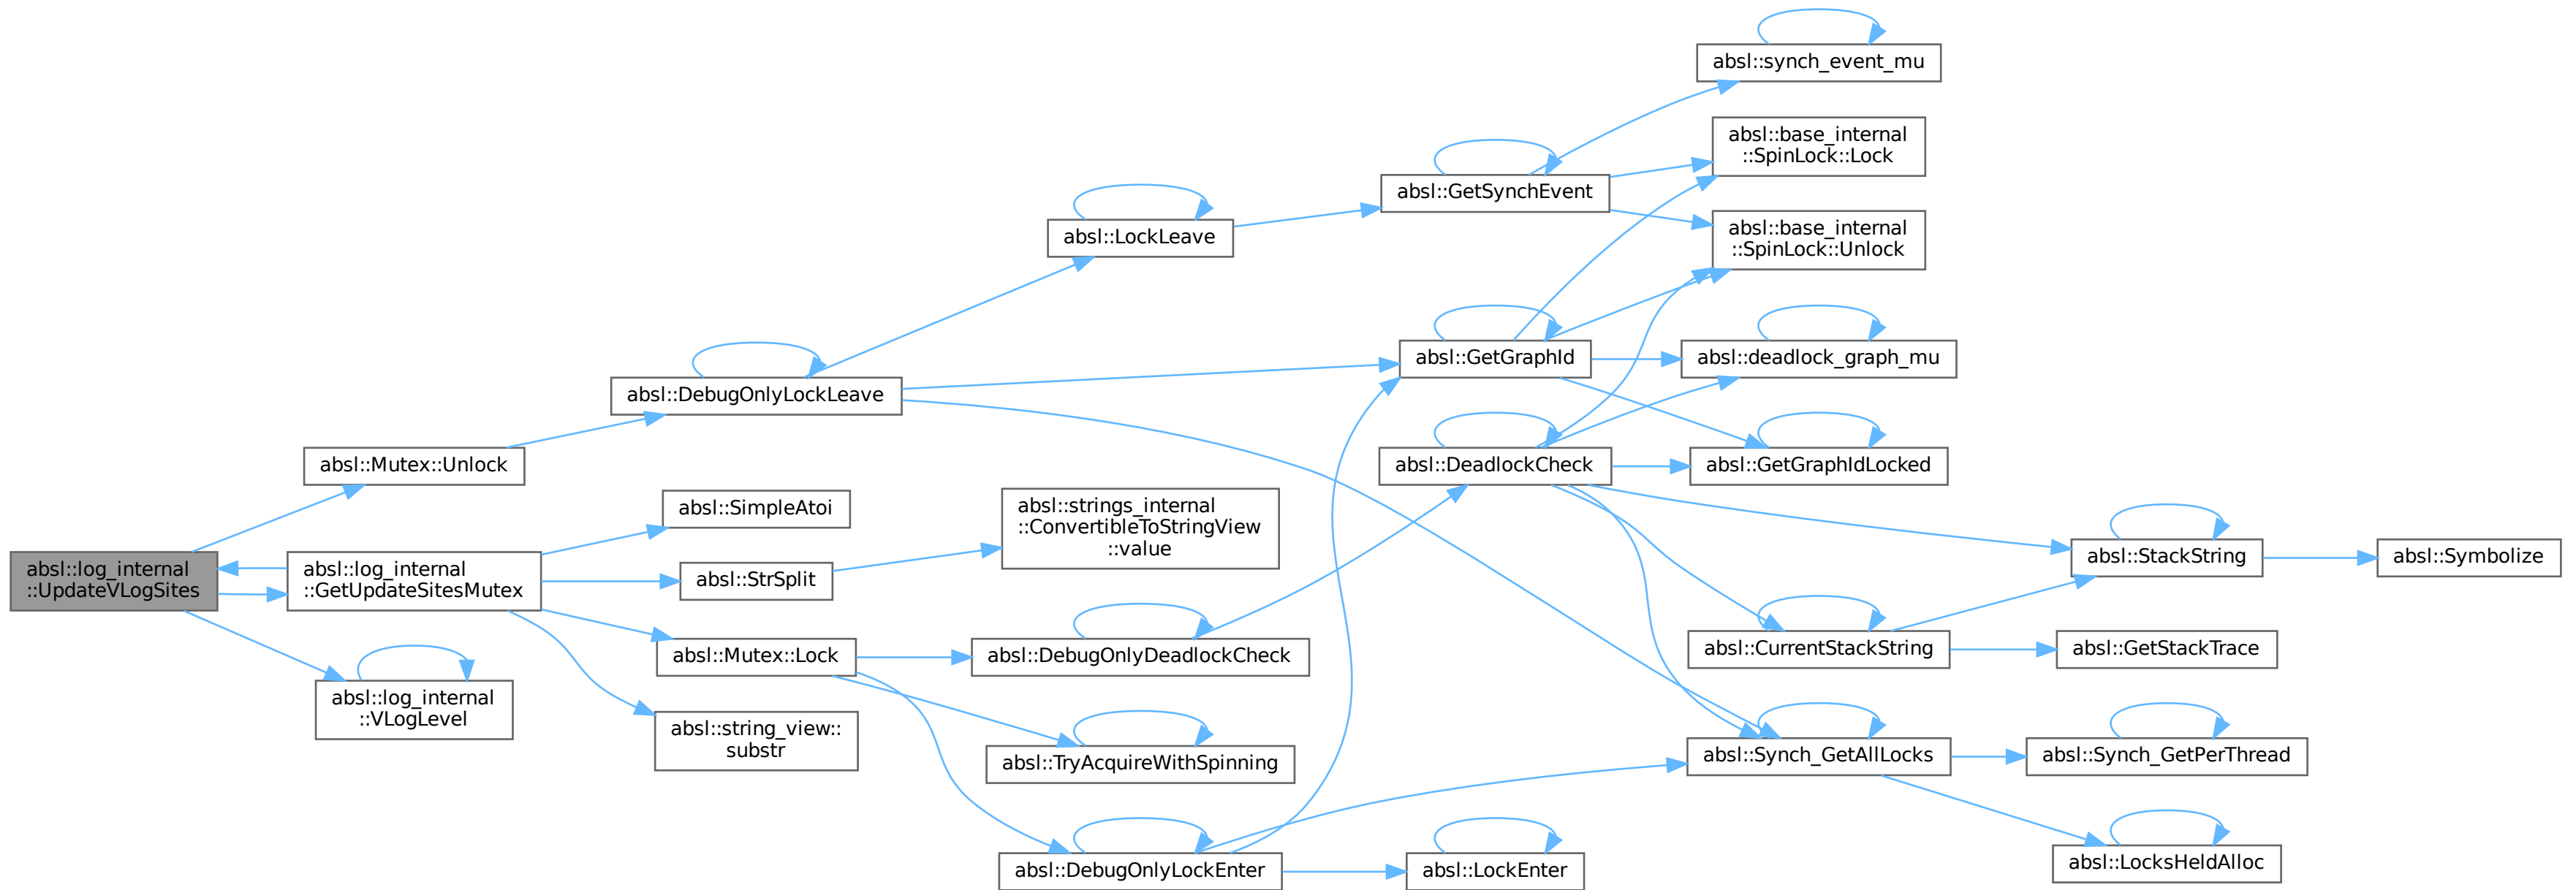 absl::log_internal
::UpdateVLogSites
absl::Mutex::Unlock
absl::log_internal
::GetUpdateSitesMutex
absl::log_internal
::VLogLevel
absl::DebugOnlyLockLeave
absl::SimpleAtoi
absl::StrSplit
absl::Mutex::Lock
absl::string_view::
substr
absl::LockLeave
absl::strings_internal
::ConvertibleToStringView
::value
absl::DebugOnlyDeadlockCheck
absl::TryAcquireWithSpinning
absl::DebugOnlyLockEnter
absl::GetSynchEvent
absl::GetGraphId
absl::DeadlockCheck
absl::LockEnter
absl::synch_event_mu
absl::base_internal
::SpinLock::Lock
absl::base_internal
::SpinLock::Unlock
absl::deadlock_graph_mu
absl::GetGraphIdLocked
absl::CurrentStackString
absl::Synch_GetAllLocks
absl::StackString
absl::GetStackTrace
absl::Synch_GetPerThread
absl::LocksHeldAlloc
absl::Symbolize